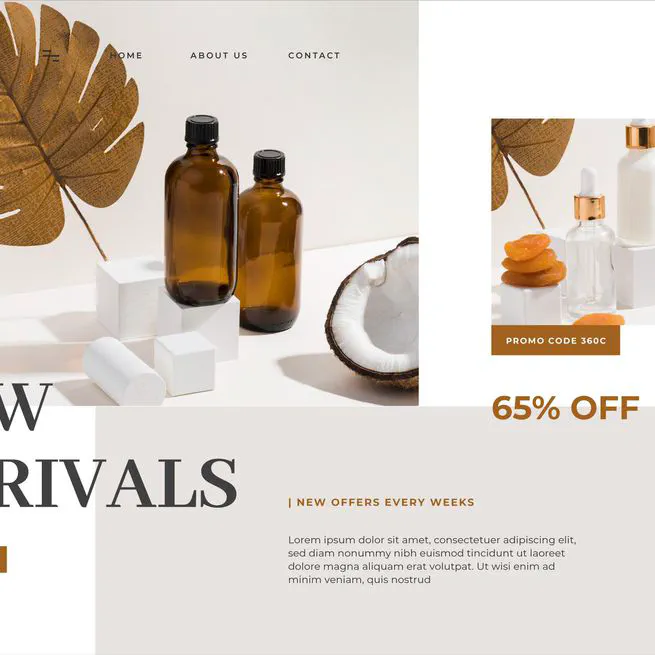 HOME ABOUT US CONTACT
PROMO CODE 360C
65% OFF
W
RIVALS
| NEW OFFERS EVERY WEEKS
Lorem ipsum dolor sit amet, consectetuer adipiscing elit,
sed diam nonummy nibh euismod tincidunt ut laoreet
dolore magna aliquam erat volutpat. Ut wisi enim ad
minim veniam, quis nostrud